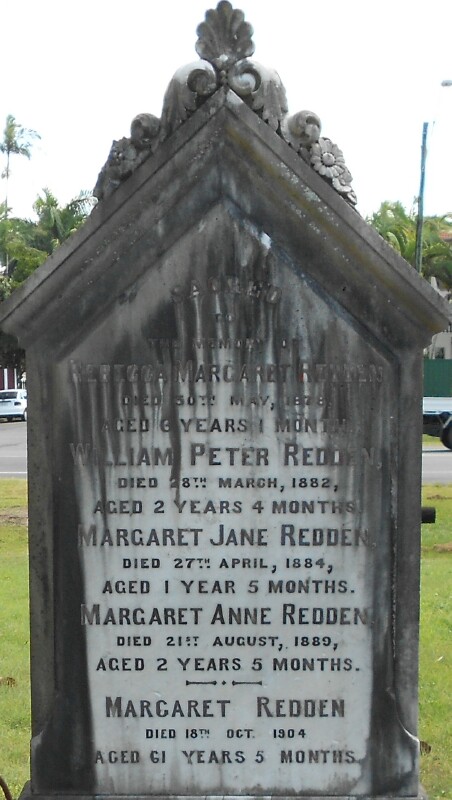 SACRED
TO
THE MEMORY OF
REBECCA MARGARET REDDEN
DIED 30TH MAY, 1878,
AGED 6 YEARS 1 MONTH.
WILLIAM PETER REDDEN,
DIED 28TH MARCH, 1882,
AGED 2 YEARS 4 MONTHS.
MARGARET JANE REDDEN,
DIED 27TH APRIL, 1884,
AGED 1 YEAR 5 MONTHS.
MARGARET ANNE REDDEN,
DIED 21ST AUGUST, 1889,
AGED 2 YEARS 5 MONTHS.
MARGARET REDDEN
DIED 18TH OCT. 1904
AGED 61 YEARS 5 MONTHS.